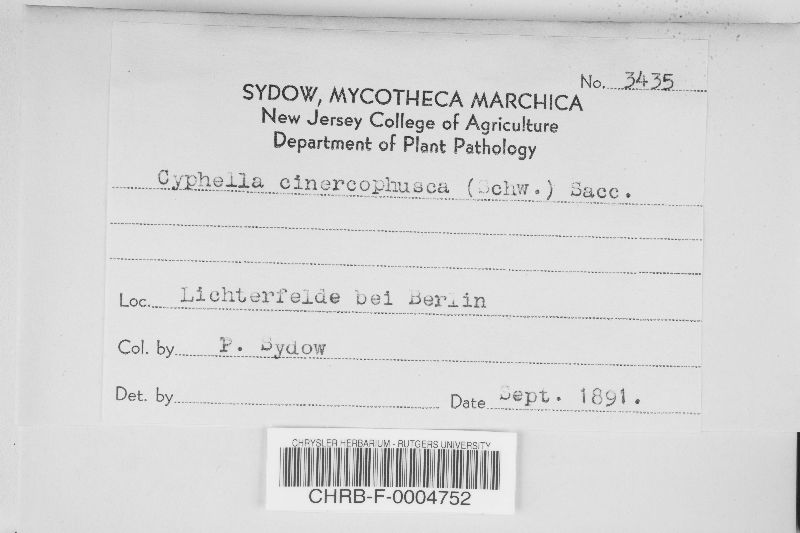 No. 3435
SYDOW, MYCOTHECA MARCHICA
New Jersey College of Agriculture
Department of Plant Pathology
Cyphella cinercophusca (Schw.) Sacc.
Loc. Lichterfelde bei Berlin
Col. by P. Sydow
Det. by
Date Sept. 1891.
CHRYSLER HERBARIUM - RUTGERS UNIVERSITY
CHRB-F-0004752